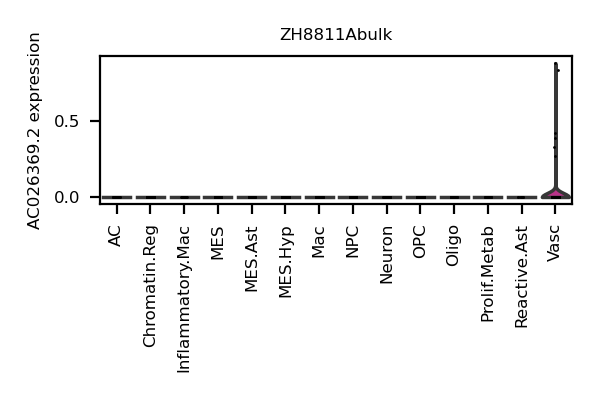 ZH8811Abulk
AC026369.2 expression
0.5
0.0
AC
Chromatin.Reg
Inflammatory.Mac
MES
MES.Ast
MES.Hyp
Mac
NPC
Neuron
OPC
Oligo
Prolif.Metab
Reactive.Ast
Vasc